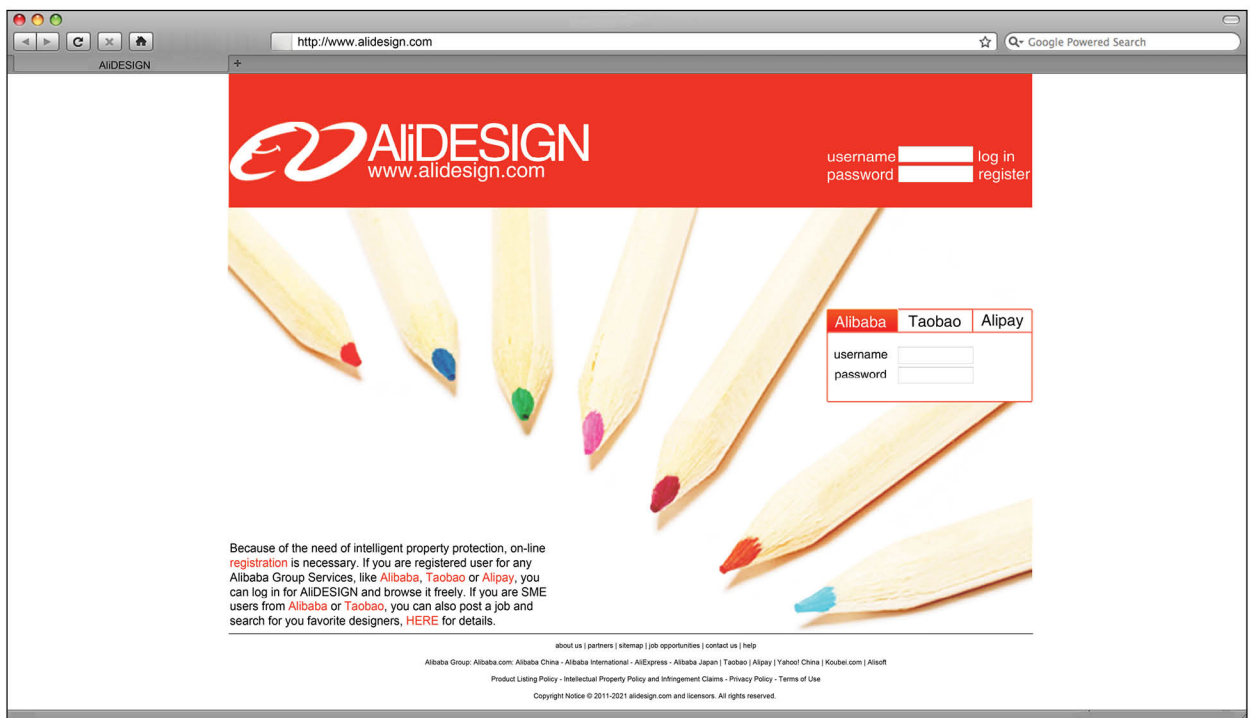 http://www.alidesign.com
Google Powered Search
AliDESIGN
+
AliDESIGN
www.alidesign.com
username log in
password register
Alibaba Taobao Alipay
username
password
Because of the need of intelligent property protection, on-line
registration is necessary. If you are registered user for any
Alibaba Group Services, like Alibaba, Taobao or Alipay, you
can log in for AliDESIGN and browse it freely. If you are SME
users from Alibaba or Taobao, you can also post a job and
search for you favorite designers, HERE for details.
about us | partners | sitemap | job opportunities | contact us | help
Alibaba Group: Alibaba.com: Alibaba China - Alibaba International - AliExpress - Alibaba Japan | Taobao | Alipay | Yahoo! China | Koubei.com | Alisoft
Product Listing Policy - Intellectual Property Policy and Infringement Claims - Privacy Policy - Terms of Use
Copyright Notice © 2011-2021 alidesign.com and licensors. All rights reserved.